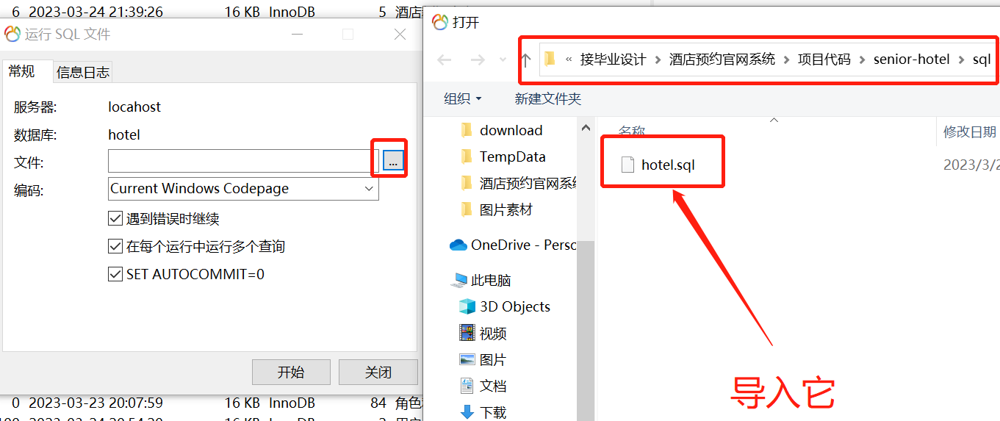 6 2023-03-24 21:39:26 16 KB InnoDB 5
运行 SQL 文件
常规 信息日志
服务器: locahost
数据库: hotel
文件: ...
编码: Current Windows Codepage
遇到错误时继续
在每个运行中运行多个查询
SET AUTOCOMMIT=0
开始 关闭
0 2023-03-23 20:07:59 16 KB InnoDB 84 角色
打开
« 接毕业设计 > 酒店预约官网系统 > 项目代码 > senior-hotel > sql
组织 新建文件夹
名称 修改日期
download
TempData
酒店预约官网系
图片素材
OneDrive - Perso
此电脑
3D Objects
视频
图片
文档
下载
hotel.sql 2023/3/2
导入它